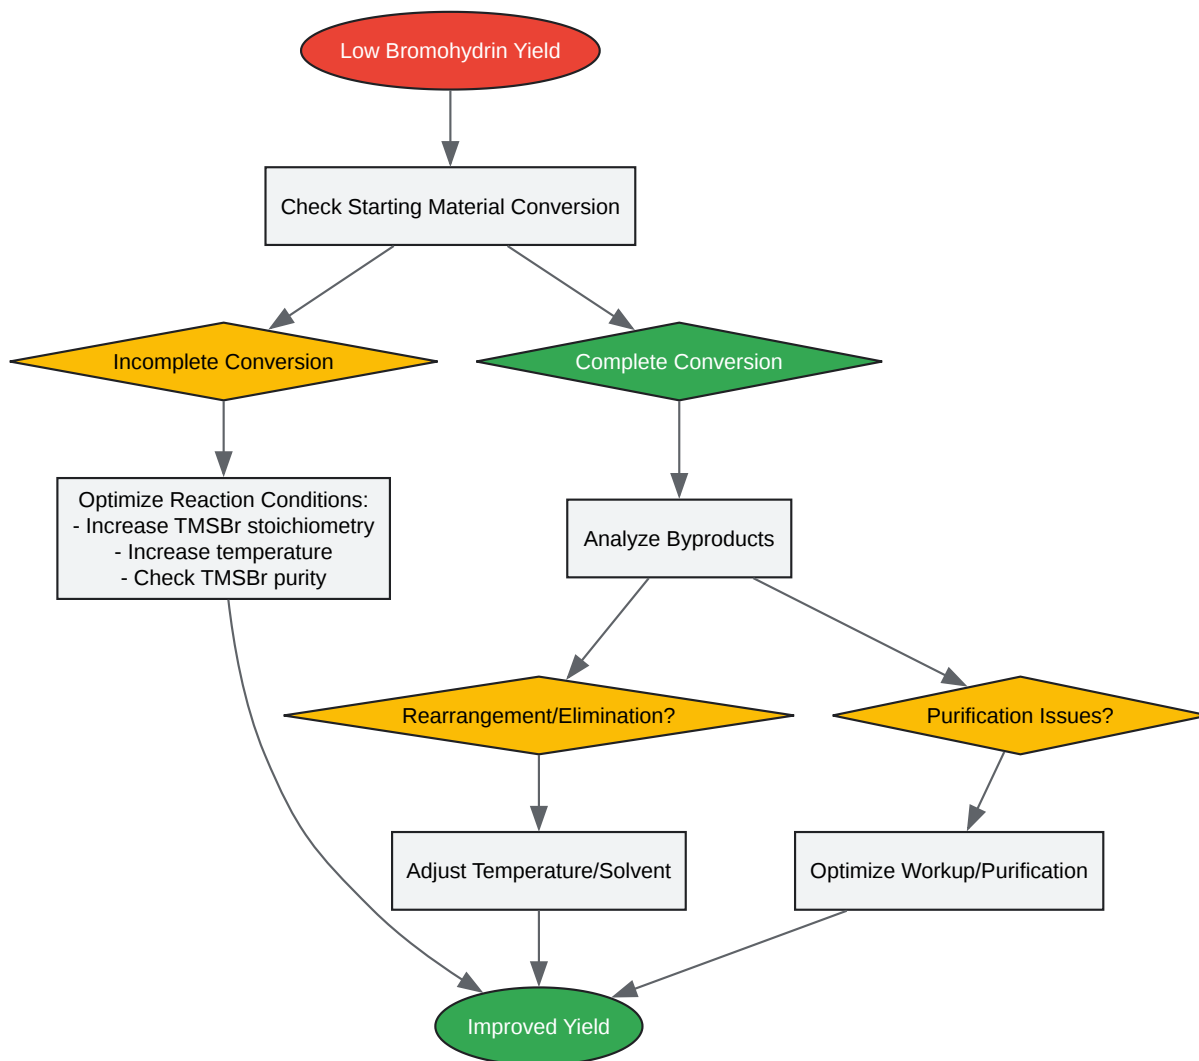 Low Bromohydrin Yield
Check Starting Material Conversion
Incomplete Conversion
Complete Conversion
Optimize Reaction Conditions:
- Increase TMSBr stoichiometry
- Increase temperature
- Check TMSBr purity
Analyze Byproducts
Rearrangement/Elimination?
Purification Issues?
Adjust Temperature/Solvent
Optimize Workup/Purification
Improved Yield